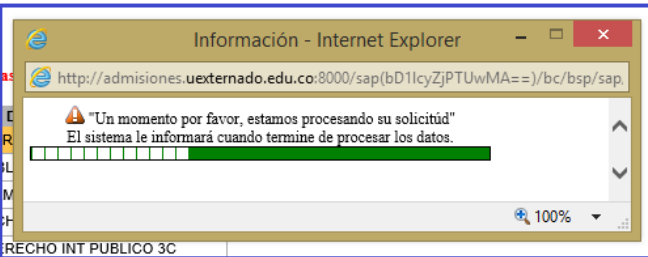 Información - Internet Explorer
http://admisiones.uexternado.edu.co:8000/sap(bD1lcyZjPTUwMA==)/bc/bsp/sap,
"Un momento por favor, estamos procesando su solicitúd"
El sistema le informará cuando termine de procesar los datos.
100%
RECHO INT PUBLICO 3C